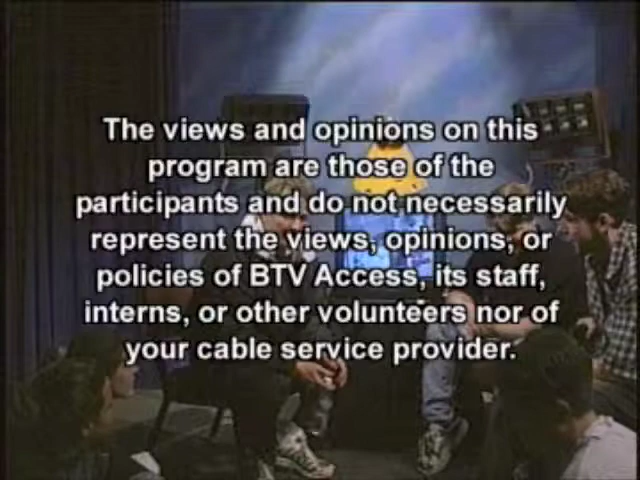 The views and opinions on this
program are those of the
participants and do not necessarily
represent the views, opinions, or
policies of BTV Access, its staff,
interns, or other volunteers nor of
your cable service provider.